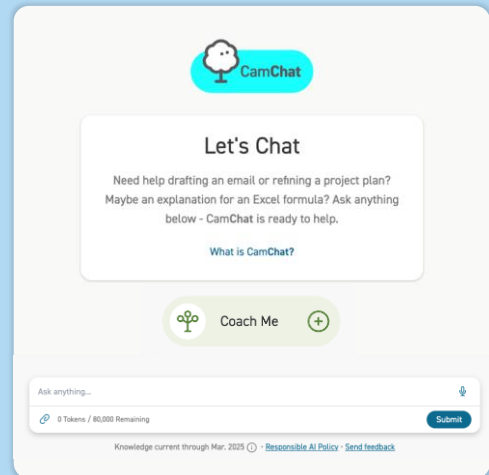 CamChat
Let's Chat
Need help drafting an email or refining a project plan?
Maybe an explanation for an Excel formula? Ask anything
below - CamChat is ready to help.
What is CamChat?
Coach Me
Ask anything...
0 Tokens / 80,000 Remaining
Submit
Knowledge current through Mar. 2025 ⓘ - Responsible AI Policy - Send feedback